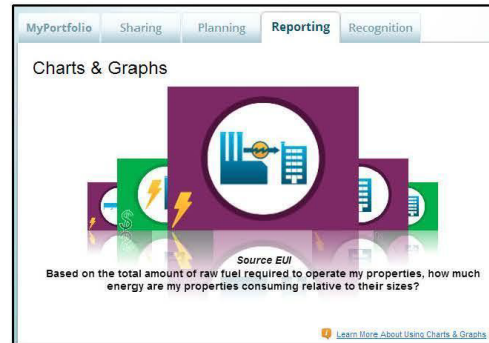 MyPortfolio Sharing Planning Reporting Recognition
Charts & Graphs
Source EUI
Based on the total amount of raw fuel required to operate my properties, how much
energy are my properties consuming relative to their sizes?
Learn More About Using Charts & Graphs